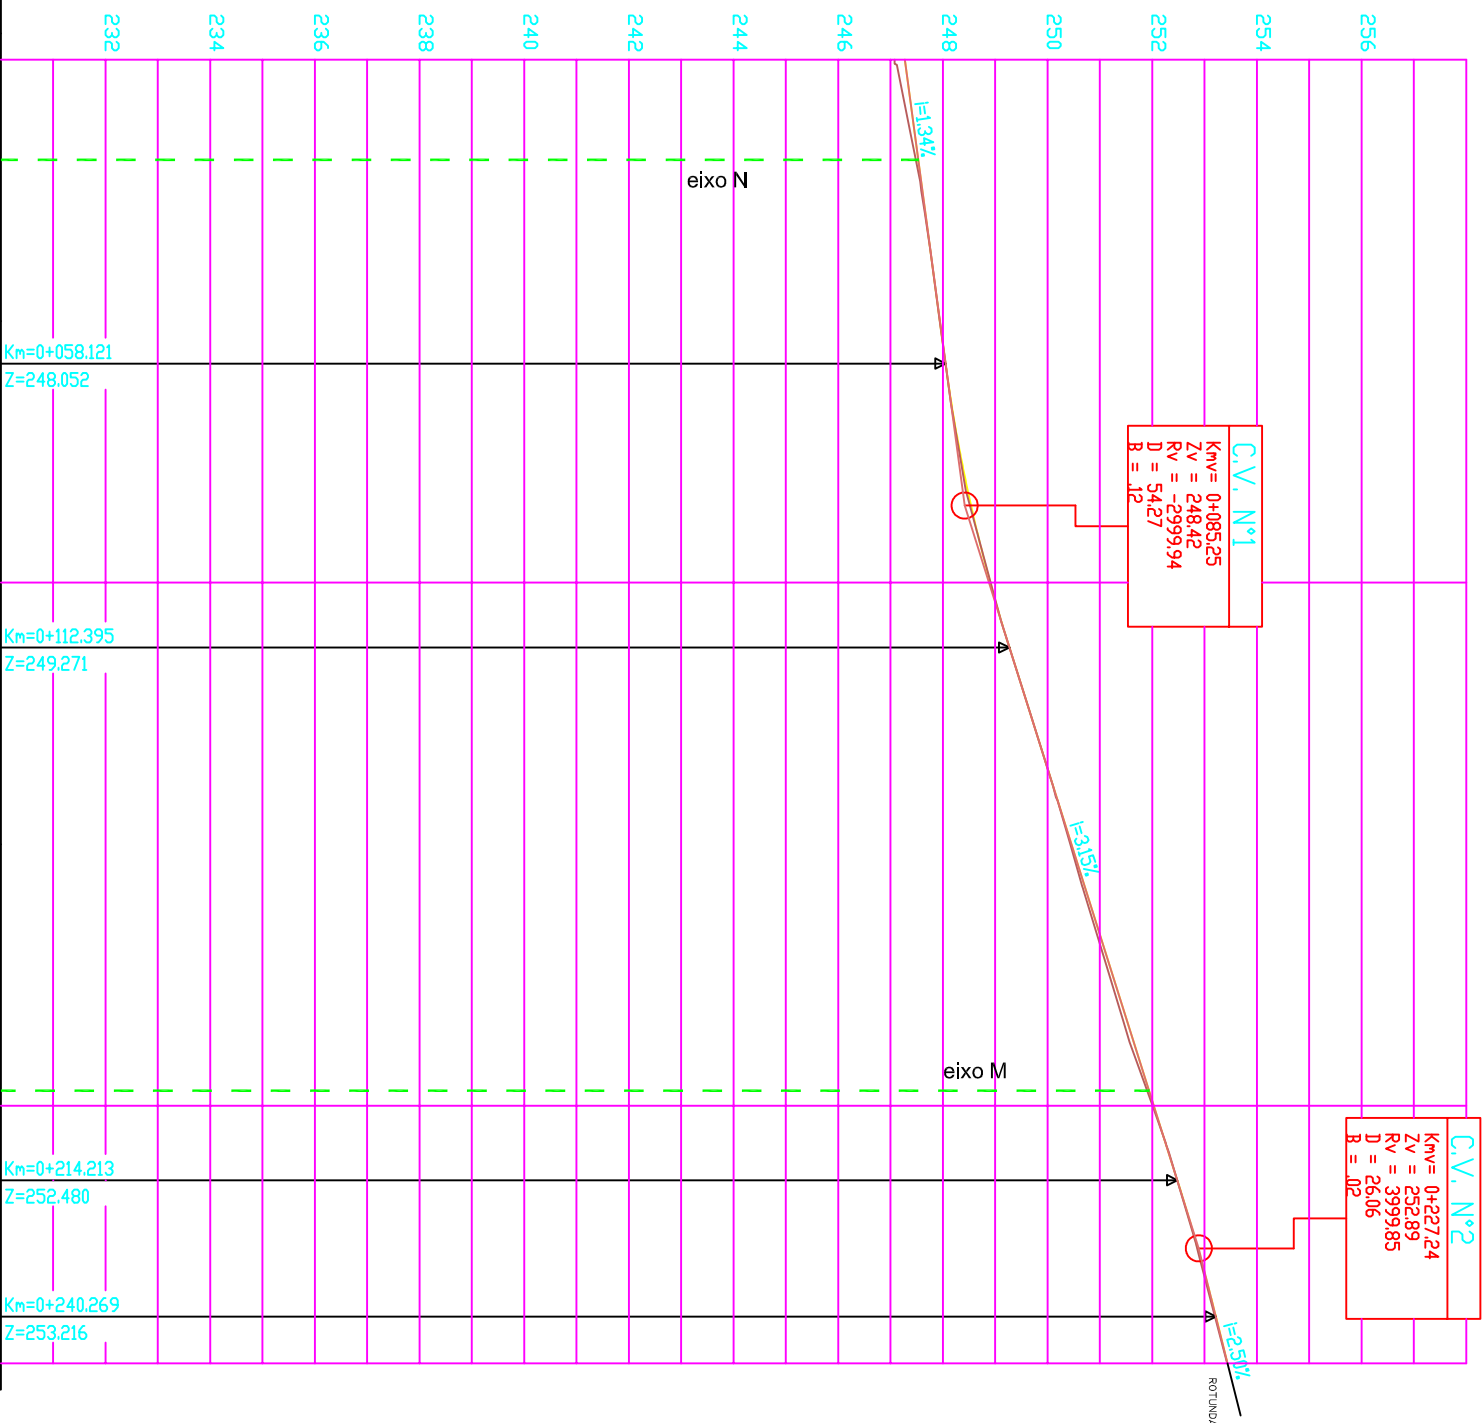 232
234
236
238
240
242
244
246
248
250
252
254
256
i=1.34%
eixo N
Km=0+058.121
Z=248.052
C.V. Nº1
Kmv= 0+085.25
Zv = 248.42
Rv = -2999.94
D = 54.27
B = .12
Km=0+112.395
Z=249.271
i=3.15%
eixo M
C.V. Nº2
Kmv= 0+227.24
Zv = 252.89
Rv = 3999.85
D = 26.06
B = .02
Km=0+214.213
Z=252.480
Km=0+240.269
Z=253.216
i=2.50%
ROTUNDA